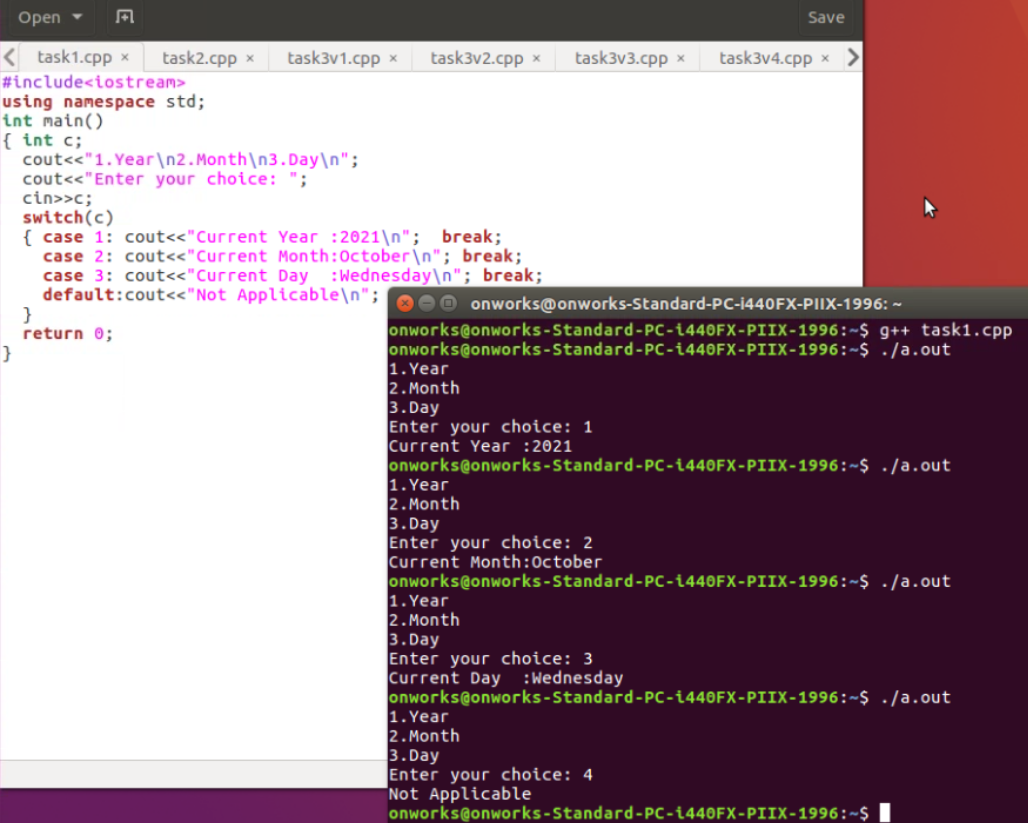 Open Save
task1.cpp × task2.cpp × task3v1.cpp × task3v2.cpp × task3v3.cpp × task3v4.cpp ×
#include<iostream>
using namespace std;
int main()
{ int c;
  cout<<"1.Year\n2.Month\n3.Day\n";
  cout<<"Enter your choice: ";
  cin>>c;
  switch(c)
  { case 1: cout<<"Current Year :2021\n";  break;
    case 2: cout<<"Current Month:October\n"; break;
    case 3: cout<<"Current Day  :Wednesday\n"; break;
    default:cout<<"Not Applicable\n";
  }
  return 0;
}
onworks@onworks-Standard-PC-i440FX-PIIX-1996: ~
onworks@onworks-Standard-PC-i440FX-PIIX-1996:~$ g++ task1.cpp
onworks@onworks-Standard-PC-i440FX-PIIX-1996:~$ ./a.out
1.Year
2.Month
3.Day
Enter your choice: 1
Current Year :2021
onworks@onworks-Standard-PC-i440FX-PIIX-1996:~$ ./a.out
1.Year
2.Month
3.Day
Enter your choice: 2
Current Month:October
onworks@onworks-Standard-PC-i440FX-PIIX-1996:~$ ./a.out
1.Year
2.Month
3.Day
Enter your choice: 3
Current Day  :Wednesday
onworks@onworks-Standard-PC-i440FX-PIIX-1996:~$ ./a.out
1.Year
2.Month
3.Day
Enter your choice: 4
Not Applicable
onworks@onworks-Standard-PC-i440FX-PIIX-1996:~$